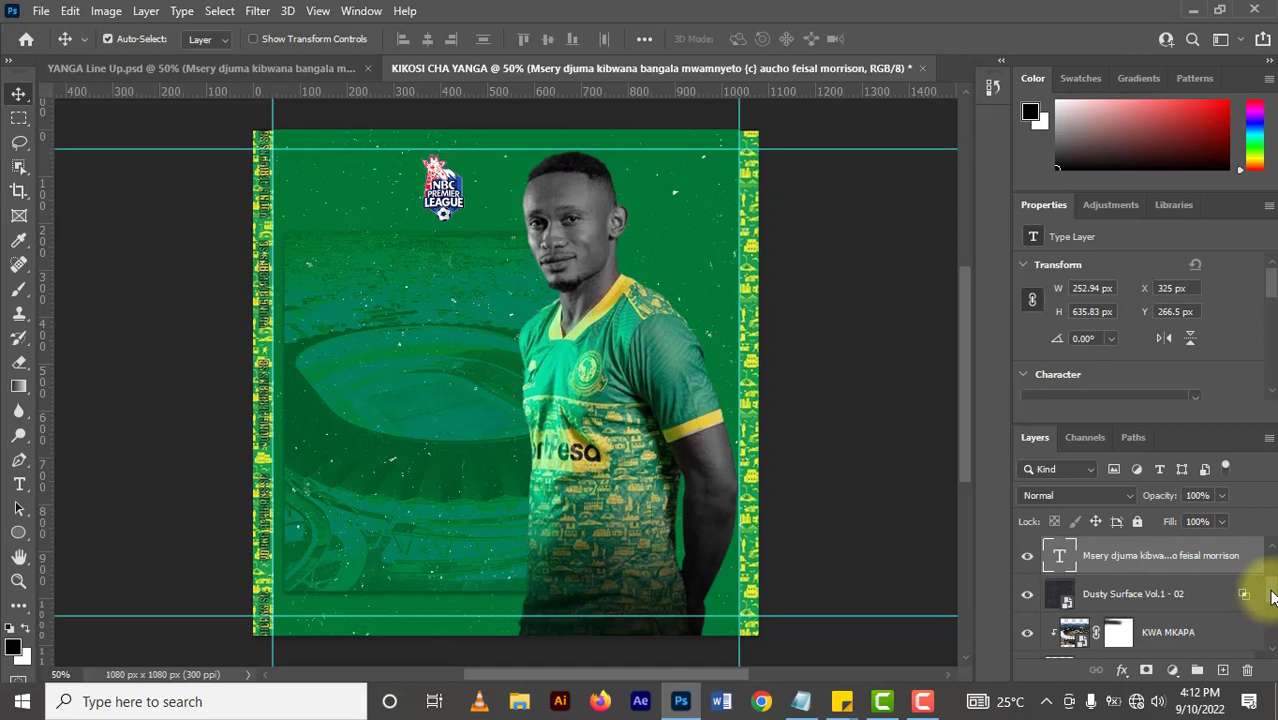 Ps File Edit Image Layer Type Select Filter 3D View Window Help
Auto-Select: Layer Show Transform Controls 3D Mode:
YANGA Line Up.psd @ 50% (Msery djuma kibwana bangala m... × KIKOSI CHA YANGA @ 50% (Msery djuma kibwana bangala mwamnyeto {c} aucho feisal morrison, RGB/8) * ×
400 300 200 100 0 100 200 300 400 500 600 700 800 900 1000 1100 1200 1300 1400
Color Swatches Gradients Patterns
NBC
PREMIER
LEAGUE
Properties Adjustments Libraries
T Type Layer
Transform
W 252.94 px X 325 px
H 635.83 px Y 266.5 px
0.00°
Character
Layers Channels Paths
Kind
Normal Opacity: 100%
Lock: Fill: 100%
T Msery djuma kibwa...o feisal morrison
Dusty Surface Vol.1 - 02
KWA MKAPA
50% 1080 px x 1080 px (300 ppi)
Type here to search
Ai Ae Ps W 25°C 4:12 PM
9/10/2022